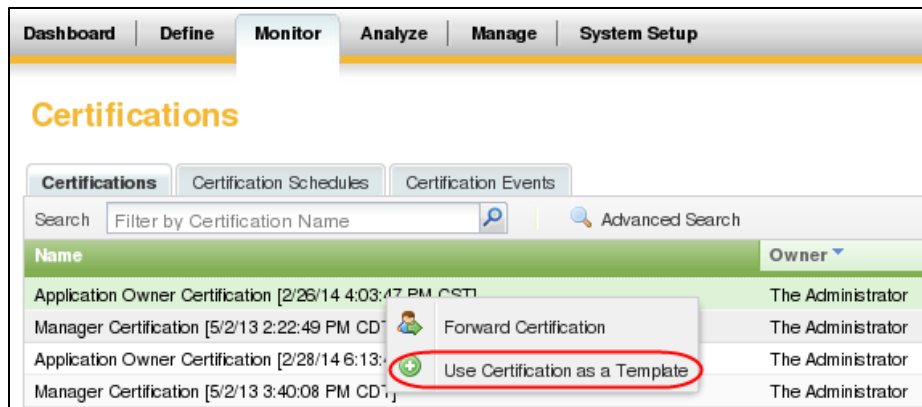 Dashboard Define Monitor Analyze Manage System Setup
Certifications
Certifications Certification Schedules Certification Events
Search Filter by Certification Name Advanced Search
Name Owner
Application Owner Certification [2/26/14 4:03:47 PM CST] The Administrator
Manager Certification [5/2/13 2:22:49 PM CDT Forward Certification The Administrator
Application Owner Certification [2/28/14 6:13: Use Certification as a Template The Administrator
Manager Certification [5/2/13 3:40:08 PM CDT] The Administrator